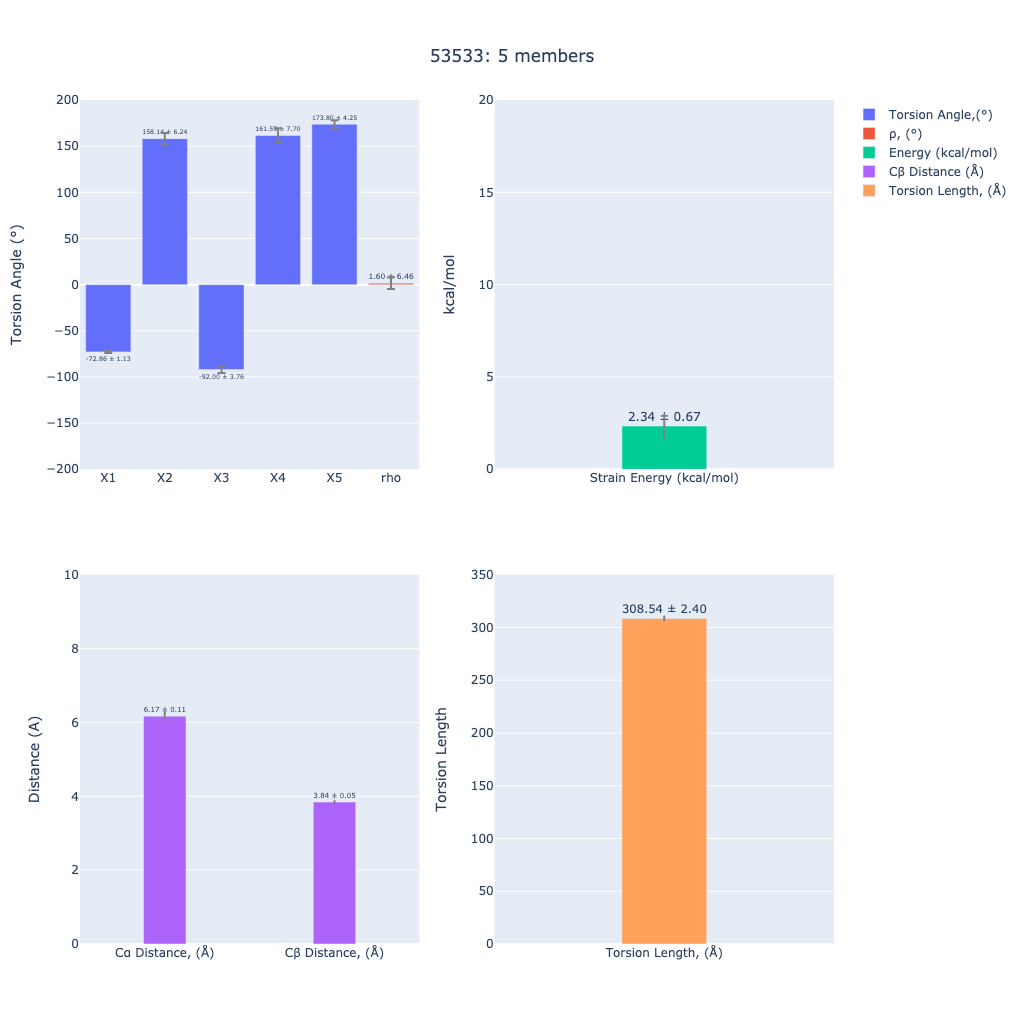 53533: 5 members
Torsion Angle (°)
200
150
100
50
0
−50
−100
−150
−200
158.14 ± 6.24
161.59 ± 7.70
173.80 ± 4.25
1.60 ± 6.46
-72.86 ± 1.13
-92.00 ± 3.76
X1 X2 X3 X4 X5 rho
kcal/mol
20
15
10
5
0
2.34 ± 0.67
Strain Energy (kcal/mol)
Torsion Angle,(°)
ρ, (°)
Energy (kcal/mol)
Cβ Distance (Å)
Torsion Length, (Å)
Distance (A)
10
8
6
4
2
0
6.17 ± 0.11
3.84 ± 0.05
Cα Distance, (Å) Cβ Distance, (Å)
Torsion Length
350
300
250
200
150
100
50
0
308.54 ± 2.40
Torsion Length, (Å)